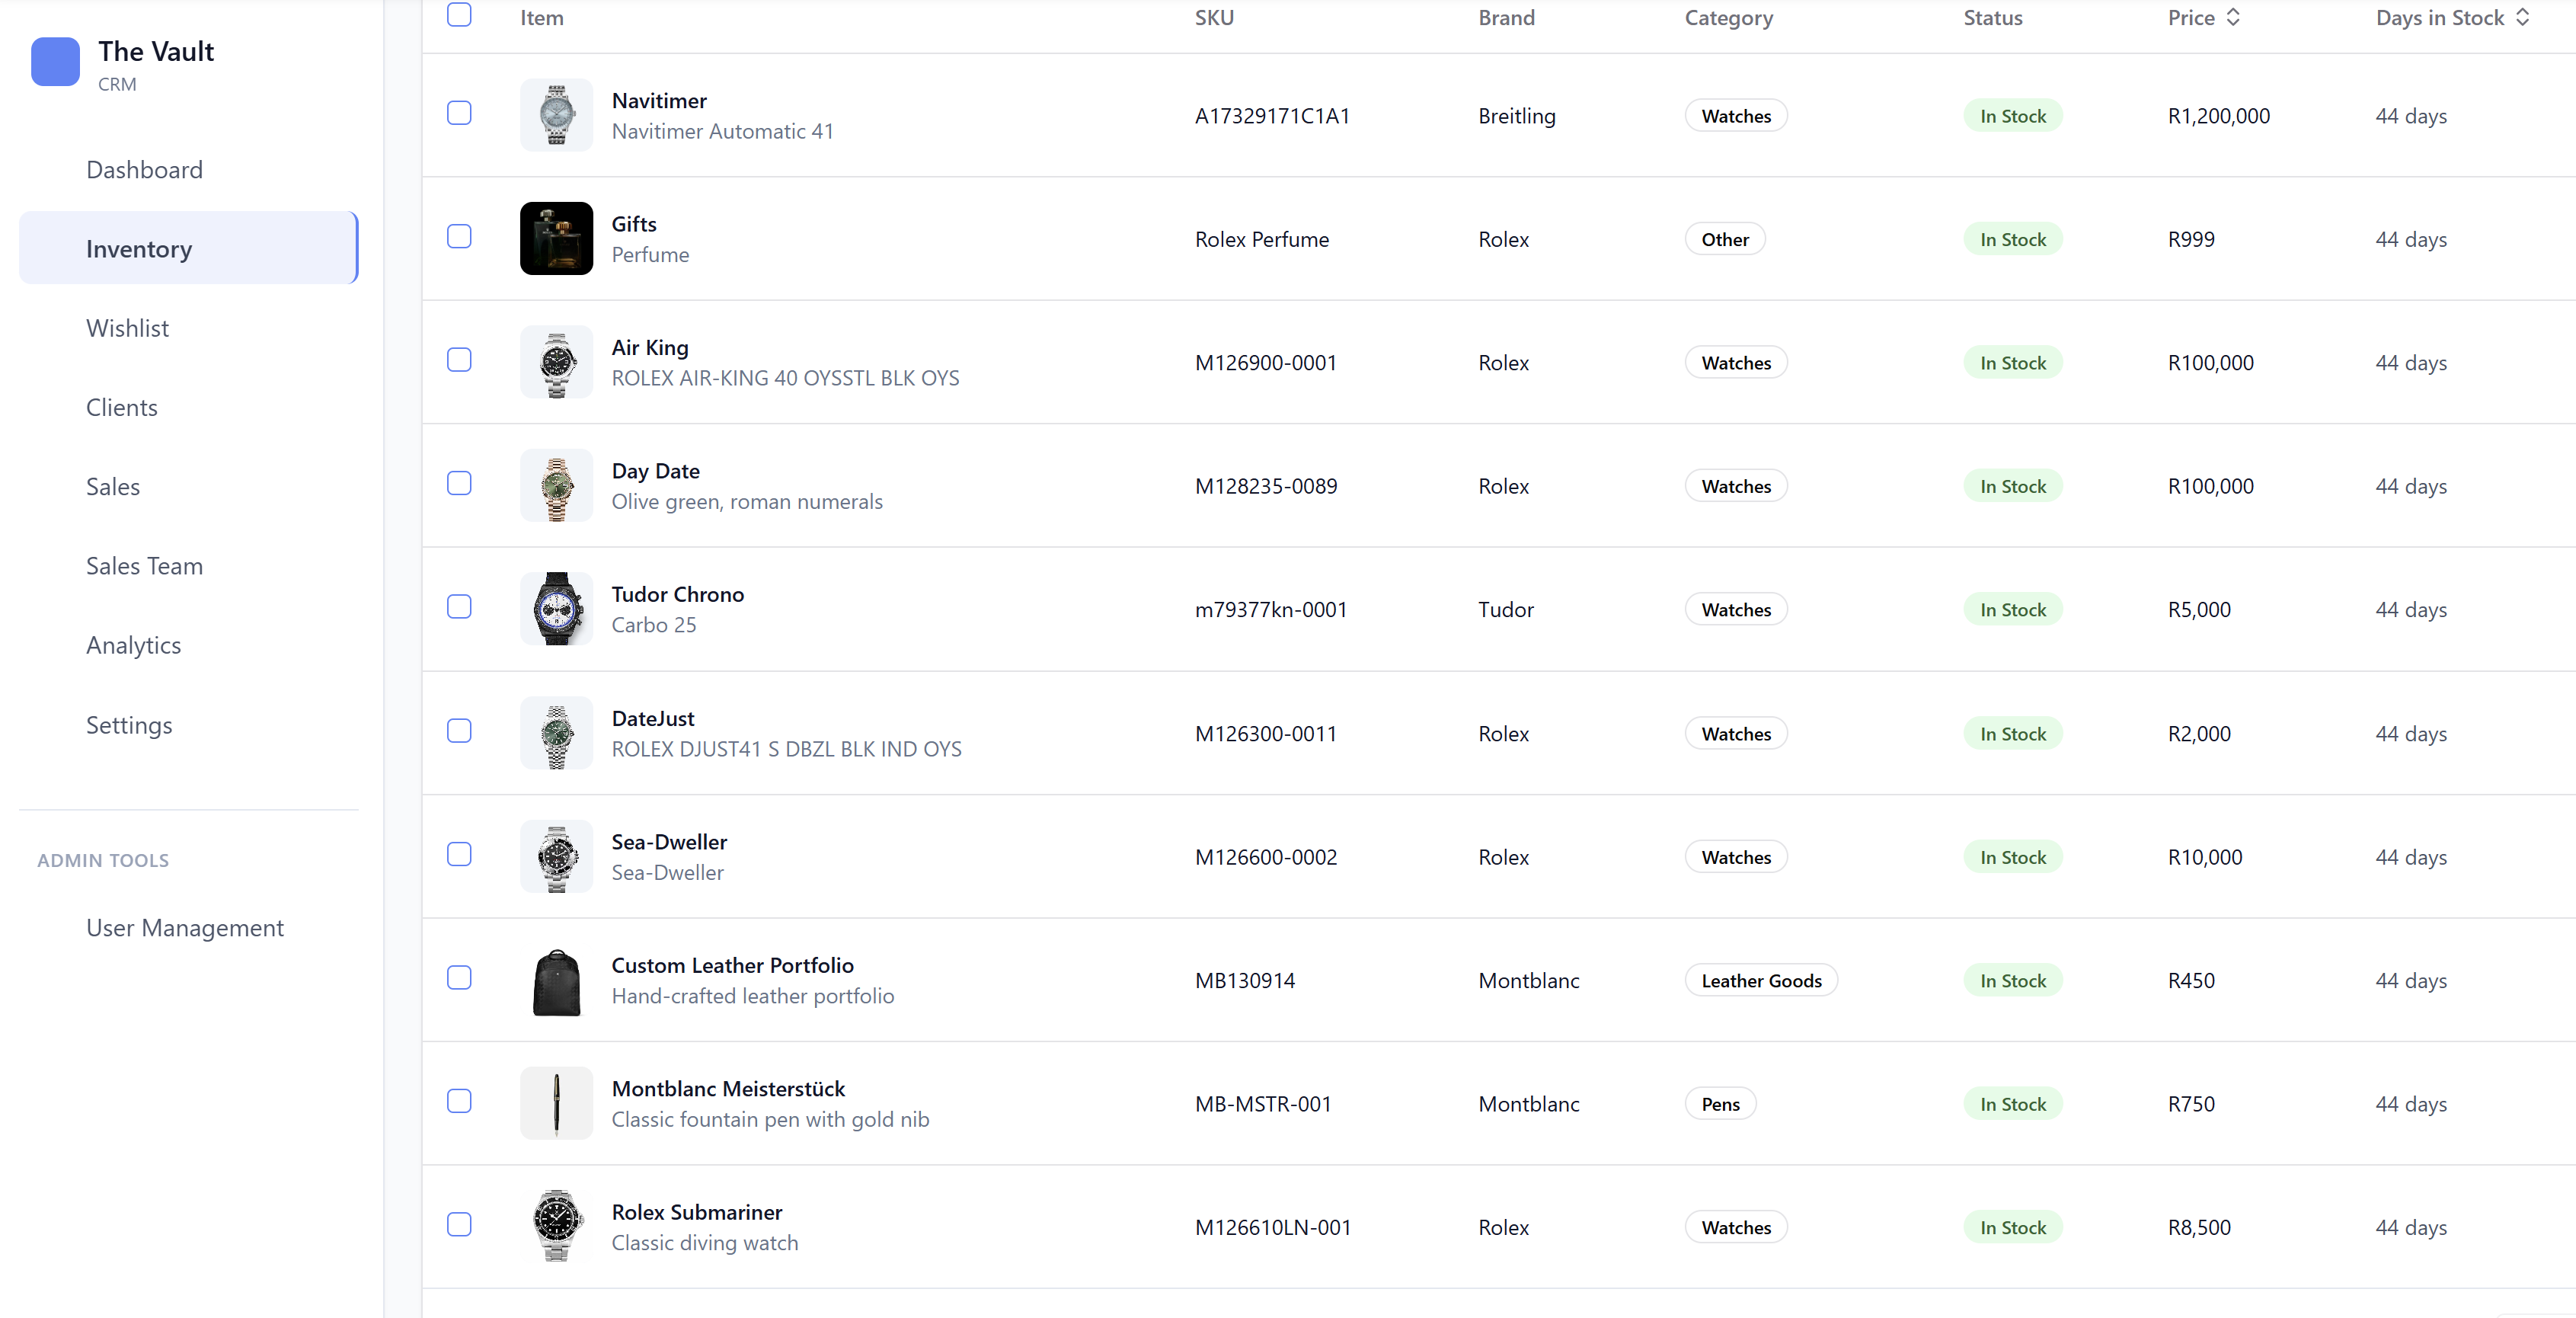 The Vault
CRM
Dashboard
Inventory
Wishlist
Clients
Sales
Sales Team
Analytics
Settings
ADMIN TOOLS
User Management
Item SKU Brand Category Status Price Days in Stock
Navitimer
Navitimer Automatic 41
A17329171C1A1 Breitling Watches In Stock R1,200,000 44 days
Gifts
Perfume
Rolex Perfume Rolex Other In Stock R999 44 days
Air King
ROLEX AIR-KING 40 OYSSTL BLK OYS
M126900-0001 Rolex Watches In Stock R100,000 44 days
Day Date
Olive green, roman numerals
M128235-0089 Rolex Watches In Stock R100,000 44 days
Tudor Chrono
Carbo 25
m79377kn-0001 Tudor Watches In Stock R5,000 44 days
DateJust
ROLEX DJUST41 S DBZL BLK IND OYS
M126300-0011 Rolex Watches In Stock R2,000 44 days
Sea-Dweller
Sea-Dweller
M126600-0002 Rolex Watches In Stock R10,000 44 days
Custom Leather Portfolio
Hand-crafted leather portfolio
MB130914 Montblanc Leather Goods In Stock R450 44 days
Montblanc Meisterstück
Classic fountain pen with gold nib
MB-MSTR-001 Montblanc Pens In Stock R750 44 days
Rolex Submariner
Classic diving watch
M126610LN-001 Rolex Watches In Stock R8,500 44 days